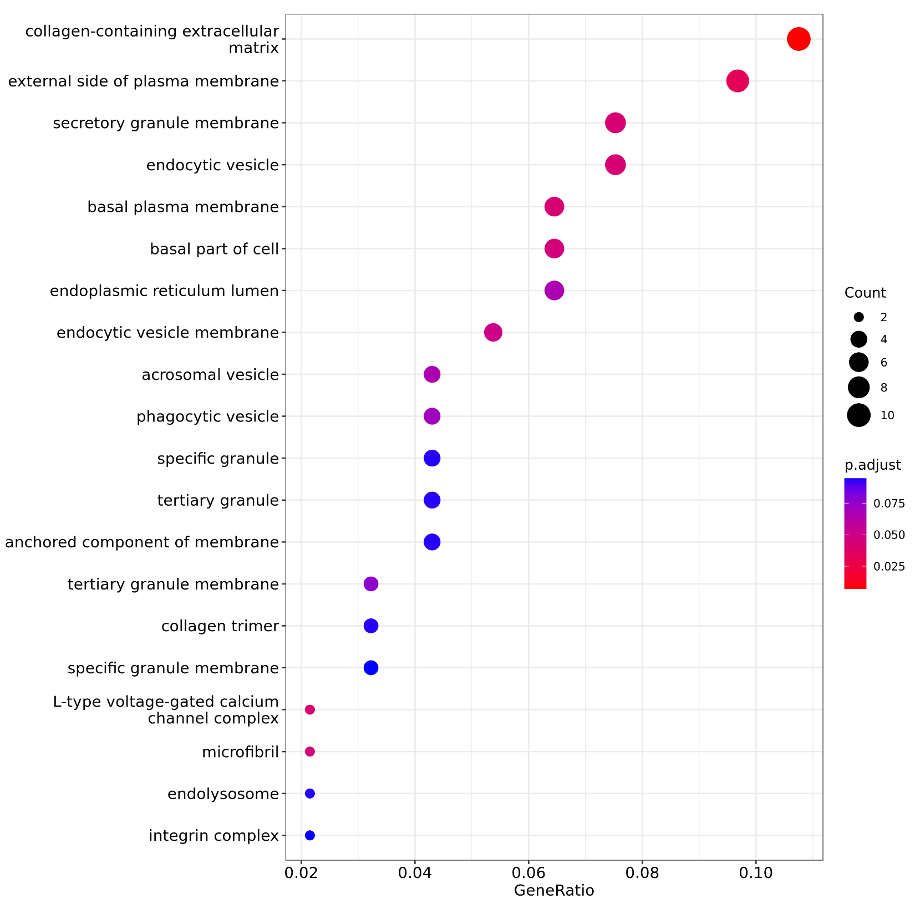 collagen-containing extracellular
matrix
external side of plasma membrane
secretory granule membrane
endocytic vesicle
basal plasma membrane
basal part of cell
endoplasmic reticulum lumen
endocytic vesicle membrane
acrosomal vesicle
phagocytic vesicle
specific granule
tertiary granule
anchored component of membrane
tertiary granule membrane
collagen trimer
specific granule membrane
L-type voltage-gated calcium
channel complex
microfibril
endolysosome
integrin complex
0.02 0.04 0.06 0.08 0.10
GeneRatio
Count
2
4
6
8
10
p.adjust
0.075
0.050
0.025